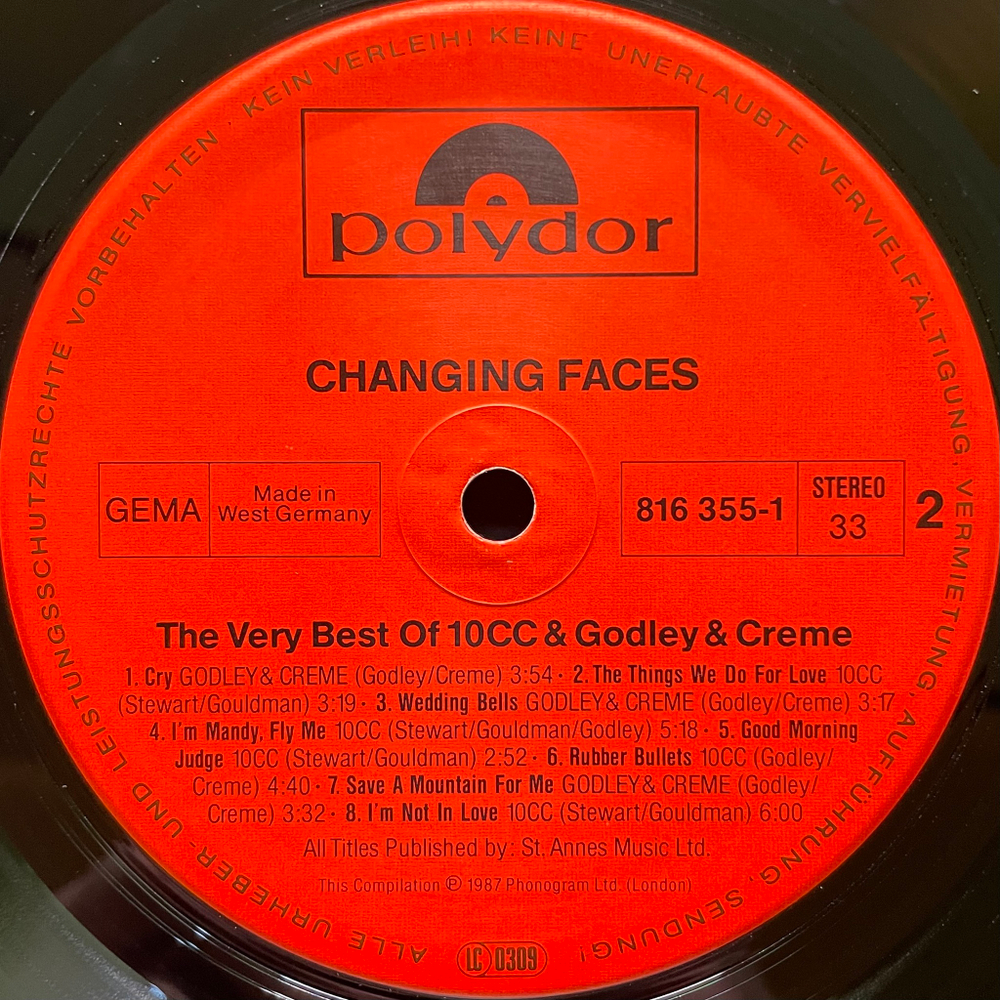 ALLE URHEBER- UND LEISTUNGSSCHUTZRECHTE VORBEHALTEN · KEIN VERLEIH! KEINE UNERLAUBTE VERVIELFÄLTIGUNG, VERMIETUNG, AUFFÜHRUNG, SENDUNG!
polydor
CHANGING FACES
GEMA
Made in
West Germany
816 355-1
STEREO
33
2
The Very Best Of 10CC & Godley & Creme
1. Cry GODLEY & CREME (Godley/Creme) 3:54 · 2. The Things We Do For Love 10CC
(Stewart/Gouldman) 3:19 · 3. Wedding Bells GODLEY & CREME (Godley/Creme) 3:17
4. I'm Mandy, Fly Me 10CC (Stewart/Gouldman/Godley) 5:18 · 5. Good Morning
Judge 10CC (Stewart/Gouldman) 2:52 · 6. Rubber Bullets 10CC (Godley/
Creme) 4:40 · 7. Save A Mountain For Me GODLEY & CREME (Godley/
Creme) 3:32 · 8. I'm Not In Love 10CC (Stewart/Gouldman) 6:00
All Titles Published by: St. Annes Music Ltd.
This Compilation ℗ 1987 Phonogram Ltd. (London)
LC 0309